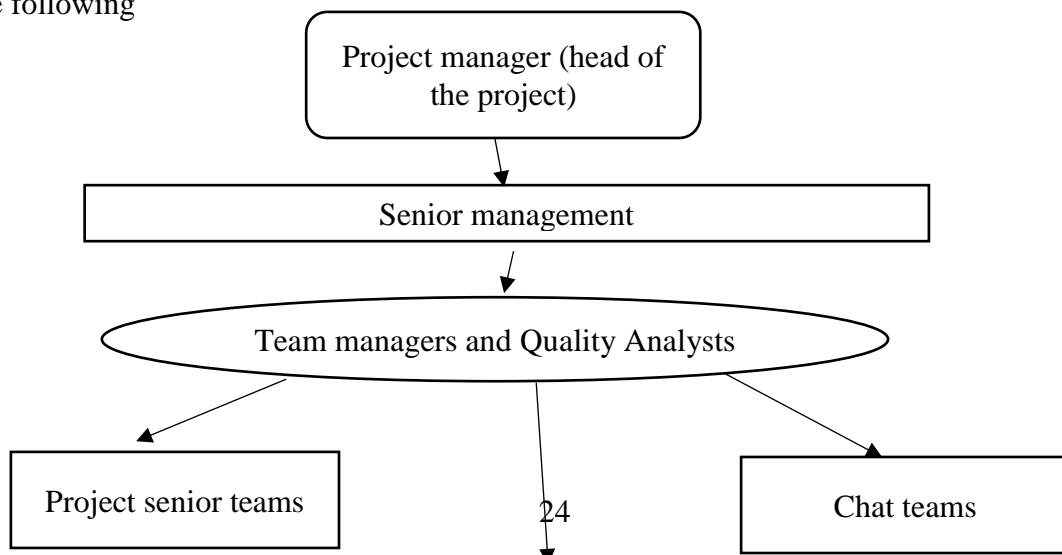 following
Project manager (head of
the project)
Senior management
Team managers and Quality Analysts
Project senior teams
24
Chat teams